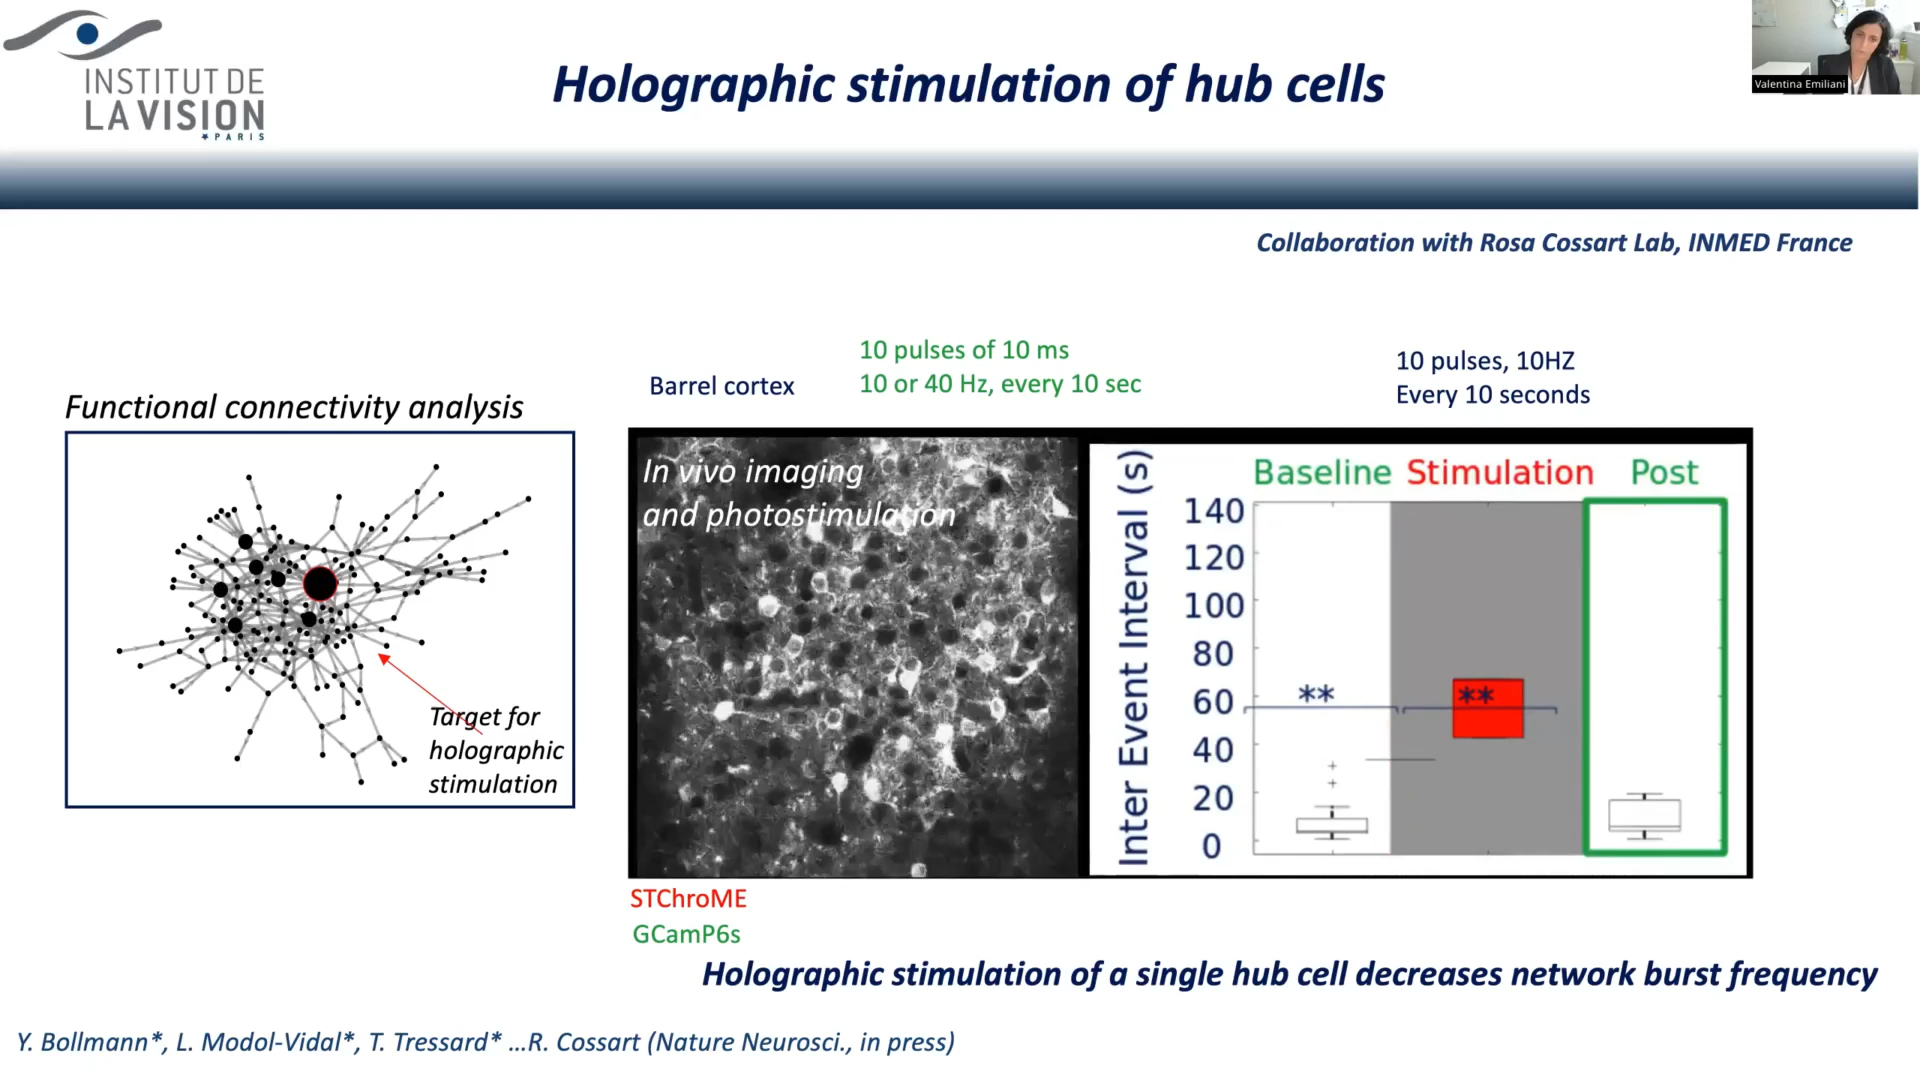 INSTITUT DE
LA VISION
PARIS
Holographic stimulation of hub cells
Valentina Emiliani
Collaboration with Rosa Cossart Lab, INMED France
Functional connectivity analysis
Target for
holographic
stimulation
Barrel cortex
10 pulses of 10 ms
10 or 40 Hz, every 10 sec
10 pulses, 10HZ
Every 10 seconds
In vivo imaging
and photostimulation
Inter Event Interval (s)
Baseline Stimulation Post
140
120
100
80
60
40
20
0
**
**
STChroME
GCamP6s
Holographic stimulation of a single hub cell decreases network burst frequency
Y. Bollmann*, L. Modol-Vidal*, T. Tressard* ...R. Cossart (Nature Neurosci., in press)